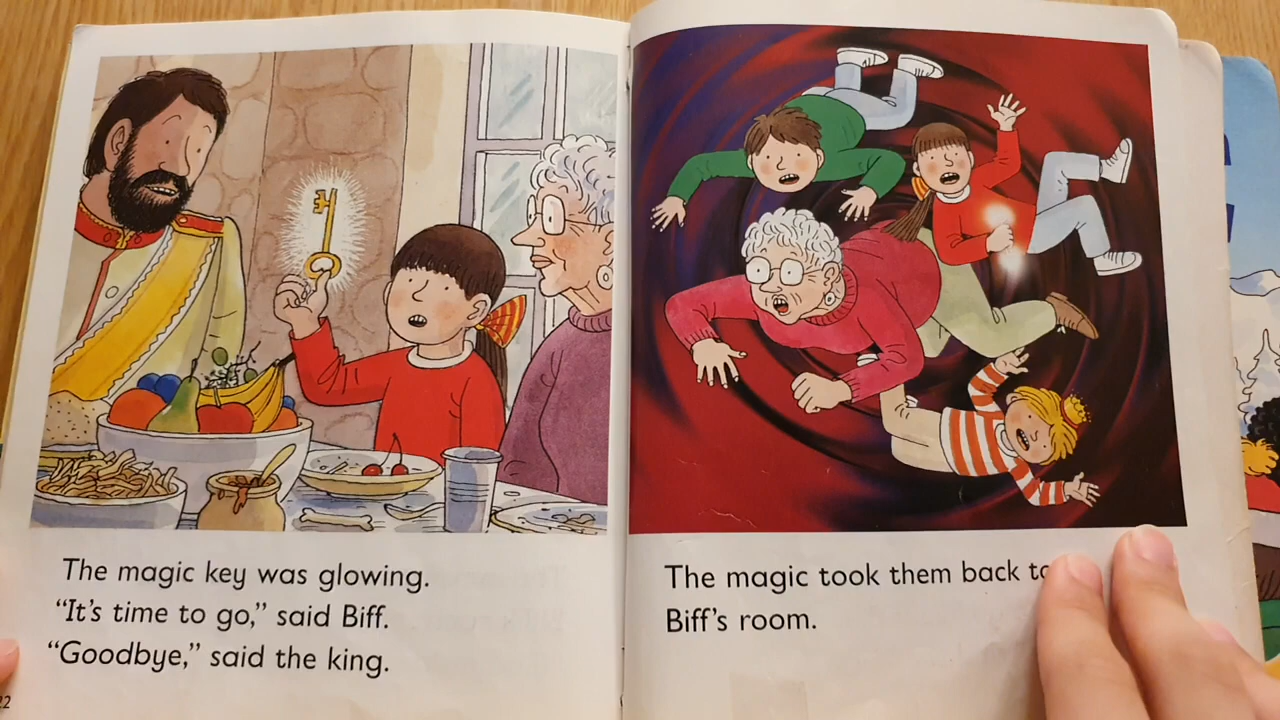 The magic key was glowing.
“It’s time to go,” said Biff.
“Goodbye,” said the king.
22
The magic took them back
Biff’s room.